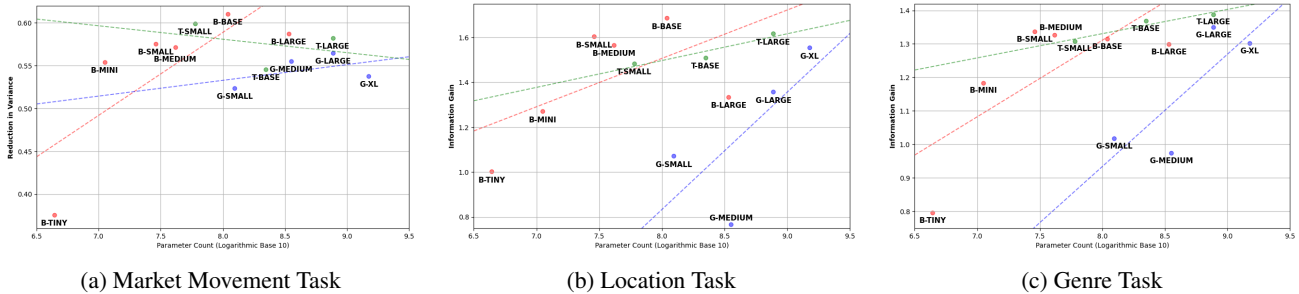 Reduction in Variance
0.60
0.55
0.50
0.45
0.40
B-BASE
T-SMALL
B-LARGE
T-LARGE
B-SMALL
B-MEDIUM
B-MINI
G-LARGE
G-MEDIUM
T-BASE
G-XL
G-SMALL
B-TINY
6.5 7.0 7.5 8.0 8.5 9.0 9.5
Parameter Count (Logarithmic Base 10)
(a) Market Movement Task
Information Gain
1.6
1.4
1.2
1.0
0.8
B-BASE
B-SMALL
B-MEDIUM
T-LARGE
T-SMALL
T-BASE
G-XL
B-LARGE
G-LARGE
B-MINI
G-SMALL
B-TINY
G-MEDIUM
6.5 7.0 7.5 8.0 8.5 9.0 9.5
Parameter Count (Logarithmic Base 10)
(b) Location Task
Information Gain
1.4
1.3
1.2
1.1
1.0
0.9
0.8
B-MEDIUM
T-BASE
T-LARGE
B-SMALL
G-LARGE
T-SMALL
B-BASE
B-LARGE
G-XL
B-MINI
G-SMALL
G-MEDIUM
B-TINY
6.5 7.0 7.5 8.0 8.5 9.0 9.5
Parameter Count (Logarithmic Base 10)
(c) Genre Task